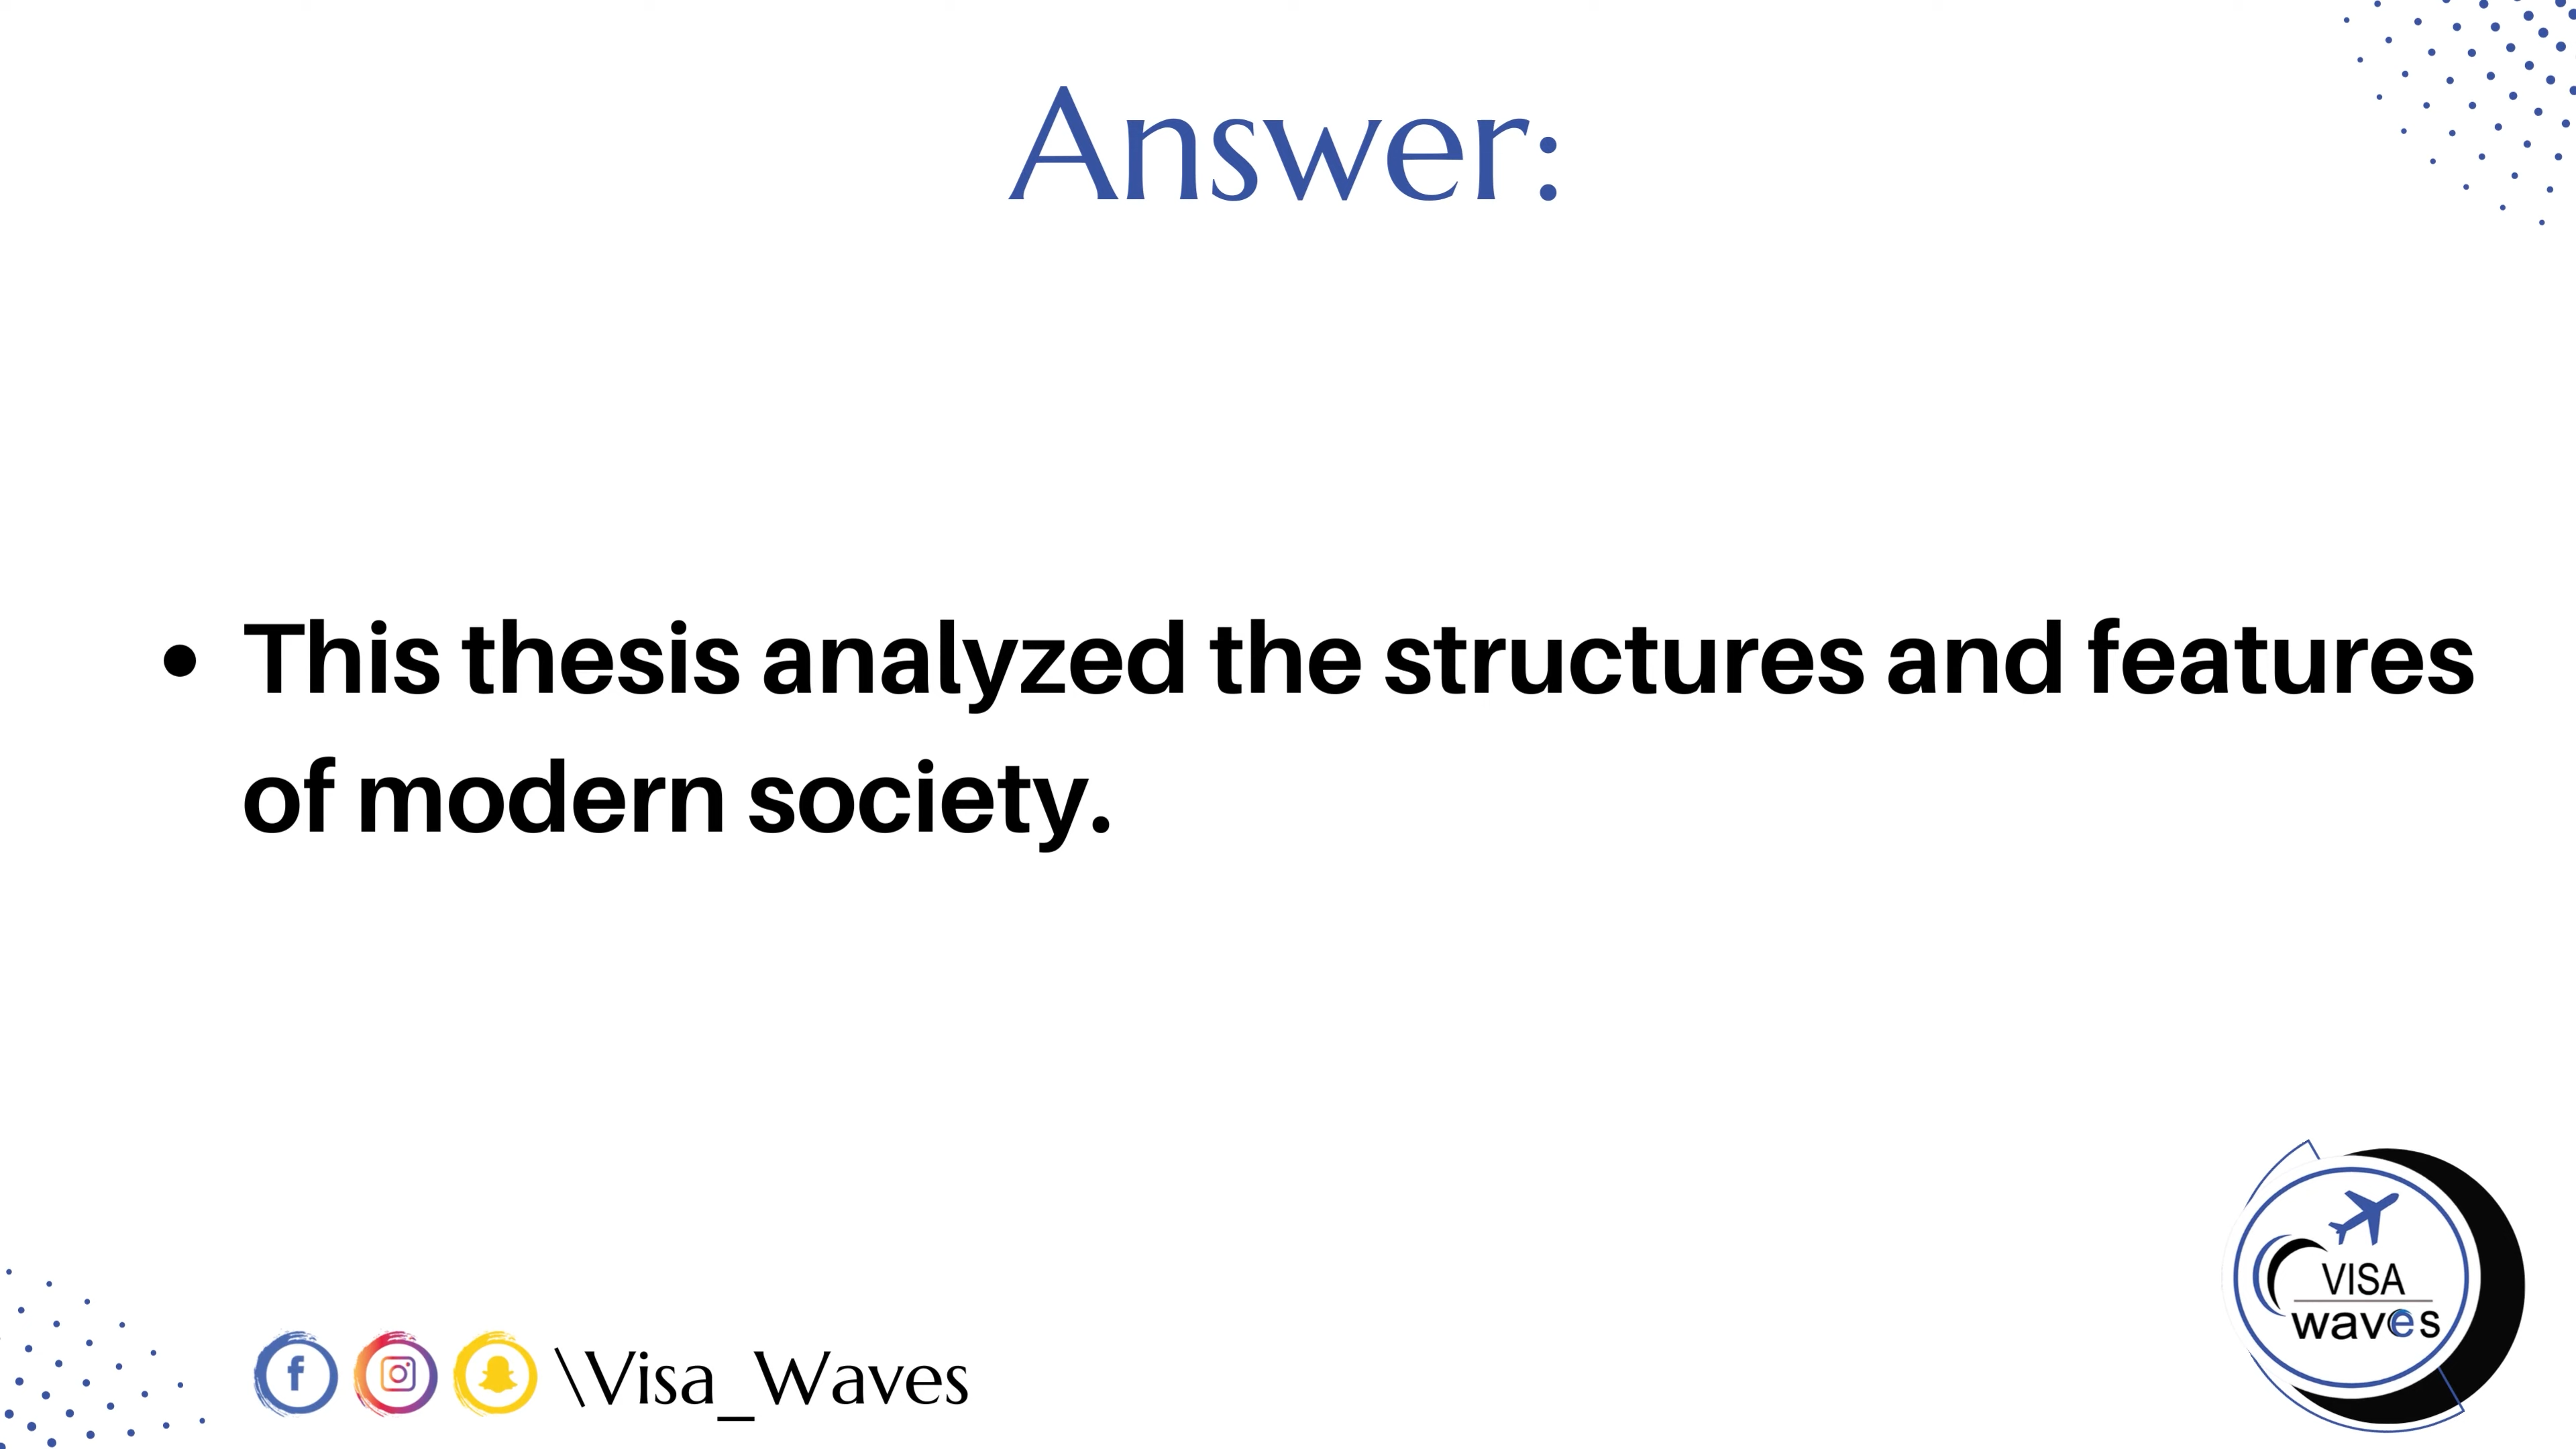 Answer:
• This thesis analyzed the structures and features
of modern society.
VISA
waves
\Visa_Waves